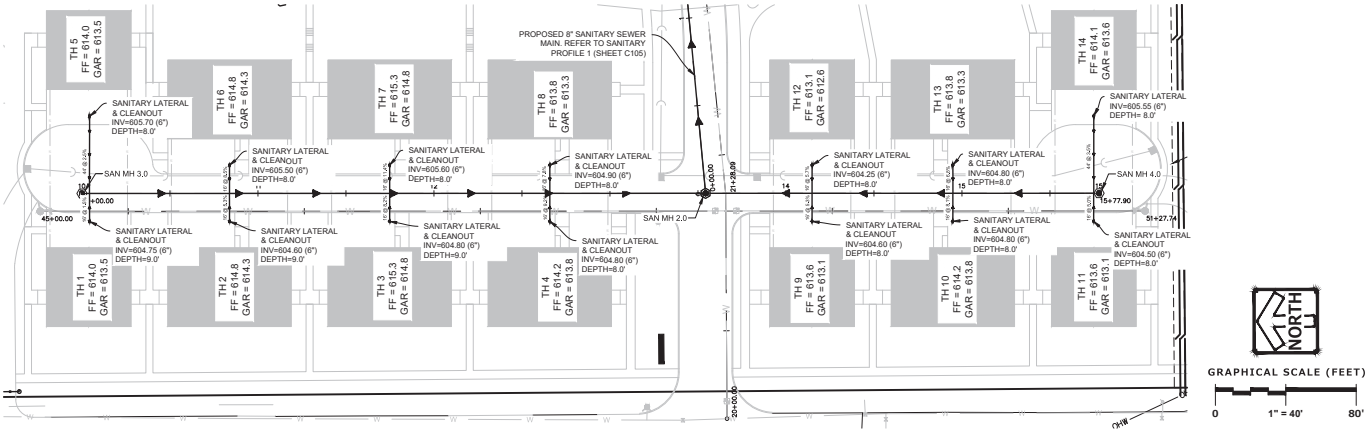 PROPOSED 8" SANITARY SEWER
MAIN. REFER TO SANITARY
PROFILE 1 (SHEET C105)
TH 5
FF = 614.0
GAR = 613.5
TH 6
FF = 614.8
GAR = 614.3
TH 7
FF = 615.3
GAR = 614.8
TH 8
FF = 613.8
GAR = 613.3
TH 12
FF = 613.1
GAR = 612.6
TH 13
FF = 613.8
GAR = 613.3
TH 14
FF = 614.1
GAR = 613.6
SANITARY LATERAL
& CLEANOUT
INV=605.70 (6")
DEPTH=8.0'
SANITARY LATERAL
& CLEANOUT
INV=605.50 (6")
DEPTH=8.0'
SANITARY LATERAL
& CLEANOUT
INV=605.60 (6")
DEPTH=8.0'
SANITARY LATERAL
& CLEANOUT
INV=604.90 (6")
DEPTH=8.0'
SANITARY LATERAL
& CLEANOUT
INV=604.25 (6")
DEPTH=8.0'
SANITARY LATERAL
& CLEANOUT
INV=604.80 (6")
DEPTH=8.0'
SANITARY LATERAL
& CLEANOUT
INV=605.55 (6")
DEPTH= 8.0'
SAN MH 3.0
SAN MH 2.0
SAN MH 4.0
10
+00.00
11
12
14
15
15
15+77.90
0+00.00
21+28.09
45+00.00
51+27.74
SANITARY LATERAL
& CLEANOUT
INV=604.75 (6")
DEPTH=9.0'
SANITARY LATERAL
& CLEANOUT
INV=604.60 (6")
DEPTH=9.0'
SANITARY LATERAL
& CLEANOUT
INV=604.80 (6")
DEPTH=9.0'
SANITARY LATERAL
& CLEANOUT
INV=604.80 (6")
DEPTH=8.0'
SANITARY LATERAL
& CLEANOUT
INV=604.60 (6")
DEPTH=8.0'
SANITARY LATERAL
& CLEANOUT
INV=604.80 (6")
DEPTH=8.0'
SANITARY LATERAL
& CLEANOUT
INV=604.50 (6")
DEPTH=8.0'
TH 1
FF = 614.0
GAR = 613.5
TH 2
FF = 614.8
GAR = 614.3
TH 3
FF = 615.3
GAR = 614.8
TH 4
FF = 614.2
GAR = 613.8
TH 9
FF = 613.6
GAR = 613.1
TH 10
FF = 614.2
GAR = 613.8
TH 11
FF = 613.6
GAR = 613.1
20+00.00
OHW
NORTH
GRAPHICAL SCALE (FEET)
0 1" = 40' 80'